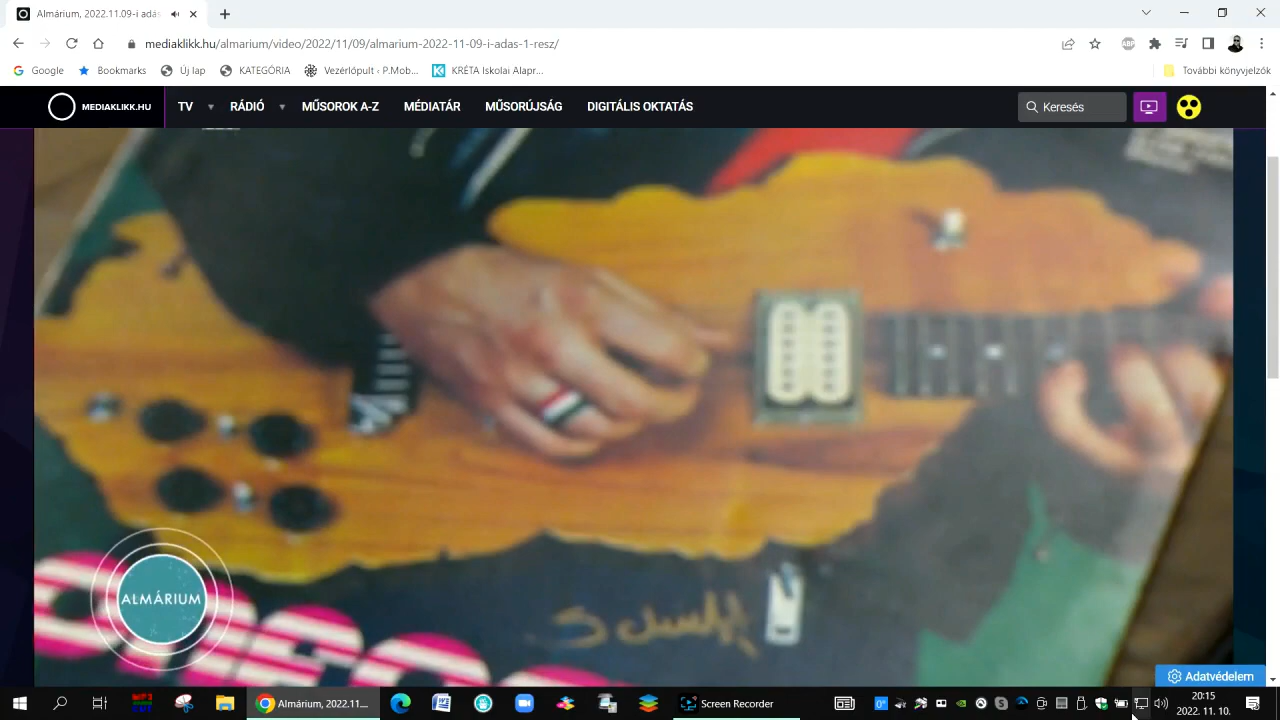 Almárium, 2022.11.09-i adás
mediaklikk.hu/almarium/video/2022/11/09/almarium-2022-11-09-i-adas-1-resz/
ABP
Google
Bookmarks
Új lap
KATEGÓRIA
Vezérlőpult ‹ P.Mob...
KRÉTA Iskolai Alapr...
További könyvjelzők
MEDIAKLIKK.HU
TV
RÁDIÓ
MŰSOROK A-Z
MÉDIATÁR
MŰSORÚJSÁG
DIGITÁLIS OKTATÁS
Keresés
ALMÁRIUM
Adatvédelem
Almárium, 2022.11....
Screen Recorder
20:15
2022. 11. 10.